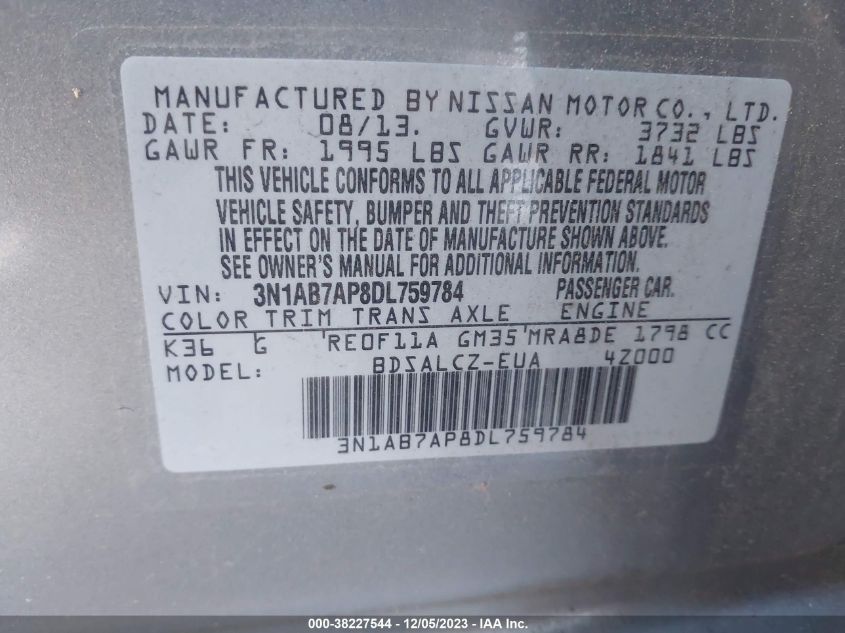 MANUFACTURED BY NISSAN MOTOR CO., LTD.
DATE: 08/13. GVWR: 3732 LBS
GAWR FR: 1995 LBS GAWR RR: 1841 LBS
THIS VEHICLE CONFORMS TO ALL APPLICABLE FEDERAL MOTOR
VEHICLE SAFETY, BUMPER AND THEFT PREVENTION STANDARDS
IN EFFECT ON THE DATE OF MANUFACTURE SHOWN ABOVE.
SEE OWNER'S MANUAL FOR ADDITIONAL INFORMATION.
VIN: 3N1AB7AP8DL759784 PASSENGER CAR.
COLOR TRIM TRANS AXLE ENGINE
K36 G RE0F11A GM35 MRA8DE 1798 CC
MODEL: BDSALCZ-EUA 4Z000
3N1AB7AP8DL759784
000-38227544 - 12/05/2023 - IAA Inc.